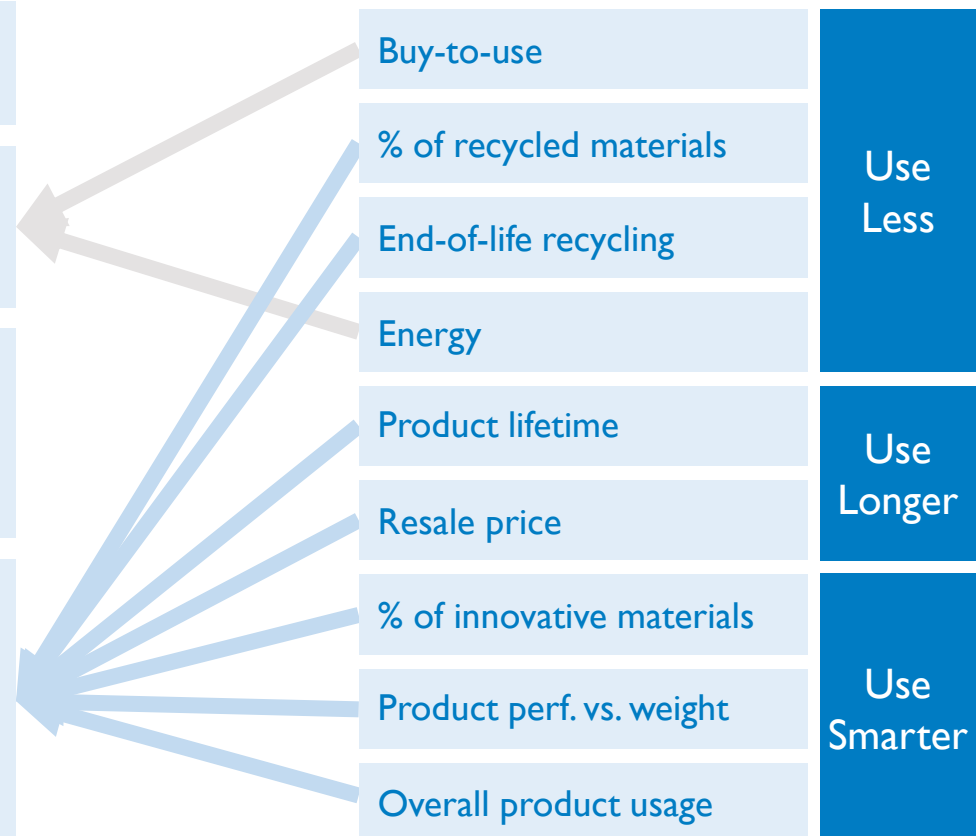 Buy-to-use
% of recycled materials
End-of-life recycling
Energy
Use
Less
Product lifetime
Resale price
Use
Longer
% of innovative materials
Product perf. vs. weight
Overall product usage
Use
Smarter